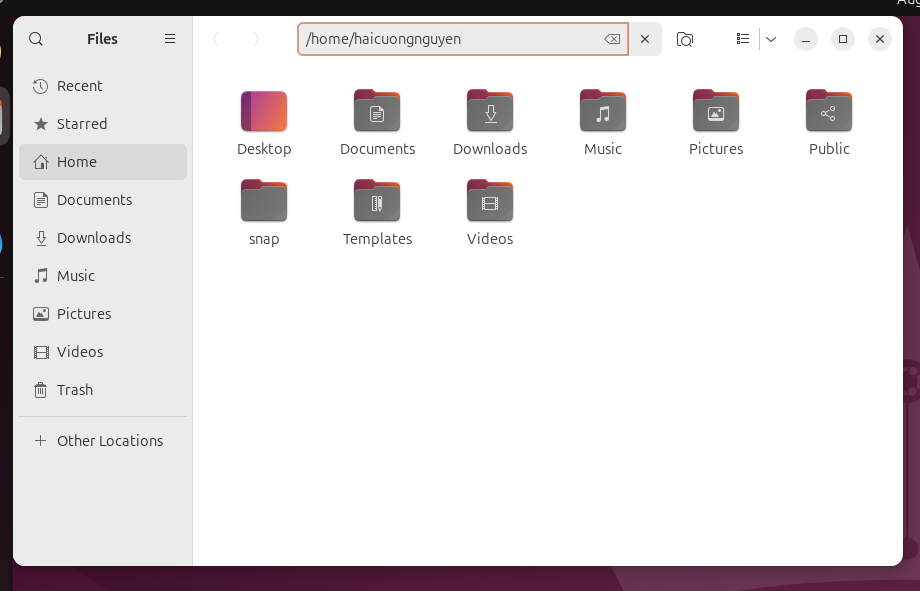 Aug
Files
/home/haicuongnguyen
Recent
Starred
Home
Documents
Downloads
Music
Pictures
Videos
Trash
Other Locations
Desktop
Documents
Downloads
Music
Pictures
Public
snap
Templates
Videos